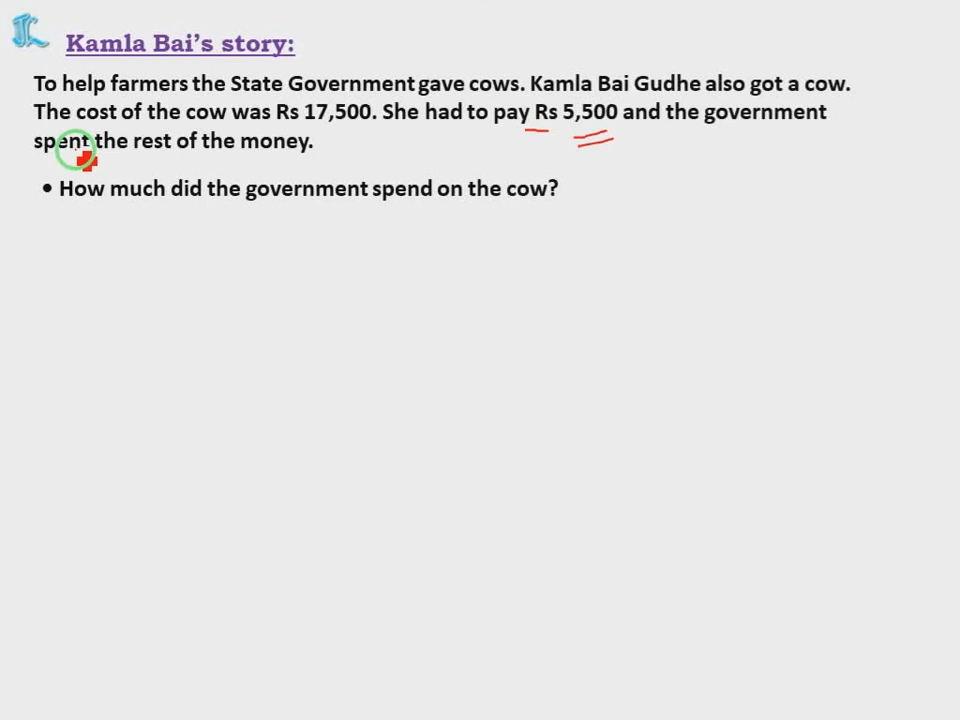 Kamla Bai's story:
To help farmers the State Government gave cows. Kamla Bai Gudhe also got a cow.
The cost of the cow was Rs 17,500. She had to pay Rs 5,500 and the government
spent the rest of the money.
• How much did the government spend on the cow?